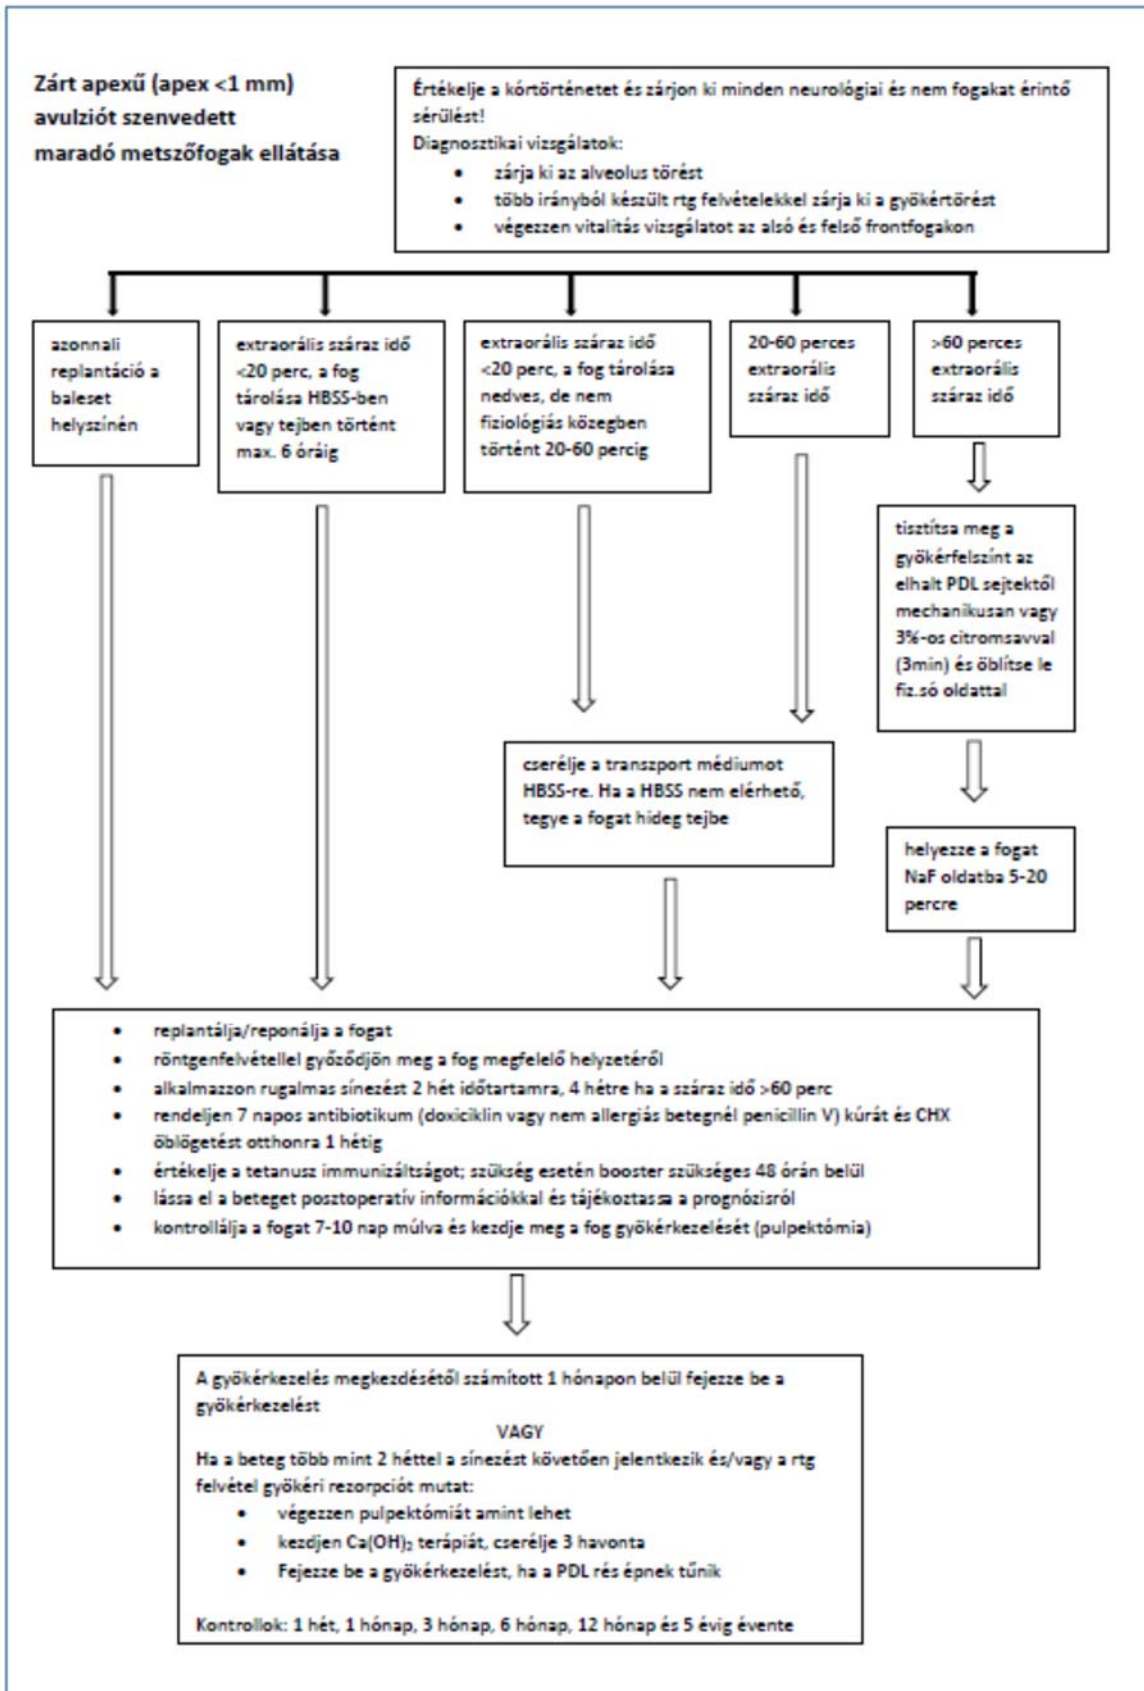 Zárt apexű (apex <1 mm)
avulziót szenvedett
maradó metszőfogak ellátása
Értékelje a kórtörténetet és zárjon ki minden neurológiai és nem fogakat érintő
sérülést!
Diagnosztikai vizsgálatok:
• zárja ki az alveolus törést
• több irányból készült rtg felvételekkel zárja ki a gyökértörést
• végezzen vitalitás vizsgálatot az alsó és felső frontfogakon
azonnali
replantáció a
baleset
helyszínén
extraorális száraz idő
<20 perc, a fog
tárolása HBSS-ben
vagy tejben történt
max. 6 óráig
extraorális száraz idő
<20 perc, a fog tárolása
nedves, de nem
fiziológiás közegben
történt 20-60 percig
20-60 perces
extraorális
száraz idő
>60 perces
extraorális
száraz idő
tisztítsa meg a
gyökérfelszínt az
elhalt PDL sejtektől
mechanikusan vagy
3%-os citromsavval
(3min) és öblítse le
fiz.só oldattal
cserélje a transzport médiumot
HBSS-re. Ha a HBSS nem elérhető,
tegye a fogat hideg tejbe
helyezze a fogat
NaF oldatba 5-20
percre
• replantálja/reponálja a fogat
• röntgenfelvétellel győződjön meg a fog megfelelő helyzetéről
• alkalmazzon rugalmas sínezést 2 hét időtartamra, 4 hétre ha a száraz idő >60 perc
• rendeljen 7 napos antibiotikum (doxiciklin vagy nem allergiás betegnél penicillin V) kúrát és CHX
öblögetést otthonra 1 hétig
• értékelje a tetanusz immunizáltságot; szükség esetén booster szükséges 48 órán belül
• lássa el a beteget posztoperatív információkkal és tájékoztassa a prognózisról
• kontrollálja a fogat 7-10 nap múlva és kezdje meg a fog gyökérkezelését (pulpektómia)
A gyökérkezelés megkezdésétől számított 1 hónapon belül fejezze be a
gyökérkezelést
VAGY
Ha a beteg több mint 2 héttel a sínezést követően jelentkezik és/vagy a rtg
felvétel gyökéri rezorpciót mutat:
• végezzen pulpektómiát amint lehet
• kezdjen Ca(OH)₂ terápiát, cserélje 3 havonta
• Fejezze be a gyökérkezelést, ha a PDL rés épnek tűnik
Kontrollok: 1 hét, 1 hónap, 3 hónap, 6 hónap, 12 hónap és 5 évig évente